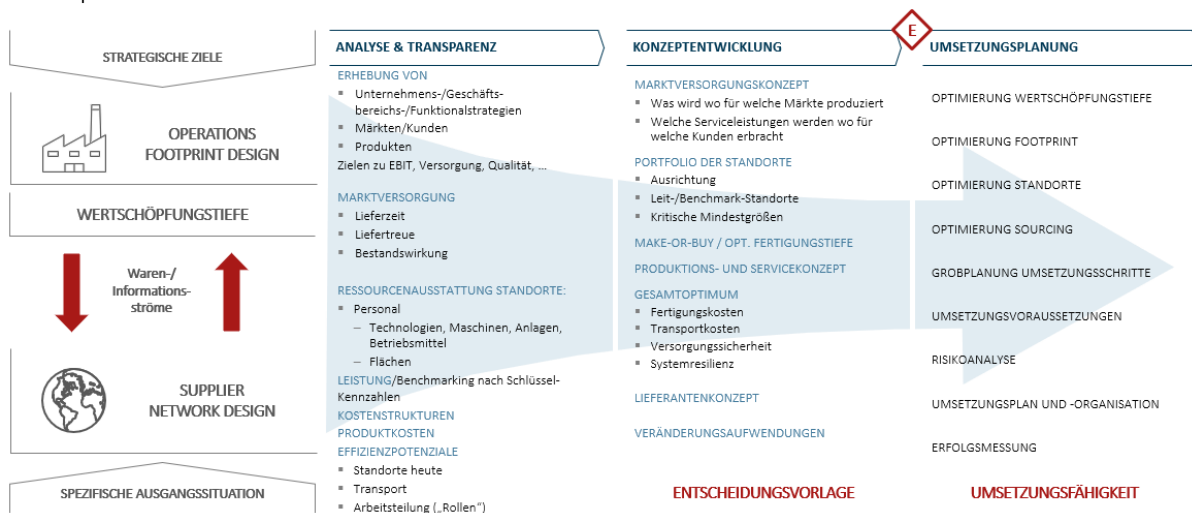 STRATEGISCHE ZIELE
OPERATIONS
FOOTPRINT DESIGN
WERTSCHÖPFUNGSTIEFE
Waren-/
Informations-
ströme
SUPPLIER
NETWORK DESIGN
SPEZIFISCHE AUSGANGSSITUATION
ANALYSE & TRANSPARENZ
ERHEBUNG VON
▪ Unternehmens-/Geschäfts-
bereichs-/Funktionalstrategien
▪ Märkten/Kunden
▪ Produkten
Zielen zu EBIT, Versorgung, Qualität, ...
MARKTVERSORGUNG
▪ Lieferzeit
▪ Liefertreue
▪ Bestandswirkung
RESSOURCENAUSSTATTUNG STANDORTE:
▪ Personal
– Technologien, Maschinen, Anlagen,
Betriebsmittel
– Flächen
LEISTUNG/Benchmarking nach Schlüssel-
Kennzahlen
KOSTENSTRUKTUREN
PRODUKTKOSTEN
EFFIZIENZPOTENZIALE
▪ Standorte heute
▪ Transport
▪ Arbeitsteilung („Rollen“)
KONZEPTENTWICKLUNG
MARKTVERSORGUNGSKONZEPT
▪ Was wird wo für welche Märkte produziert
▪ Welche Serviceleistungen werden wo für
welche Kunden erbracht
PORTFOLIO DER STANDORTE
▪ Ausrichtung
▪ Leit-/Benchmark-Standorte
▪ Kritische Mindestgrößen
MAKE-OR-BUY / OPT. FERTIGUNGSTIEFE
PRODUKTIONS- UND SERVICEKONZEPT
GESAMTOPTIMUM
▪ Fertigungskosten
▪ Transportkosten
▪ Versorgungssicherheit
▪ Systemresilienz
LIEFERANTENKONZEPT
VERÄNDERUNGSAUFWENDUNGEN
ENTSCHEIDUNGSVORLAGE
E
UMSETZUNGSPLANUNG
OPTIMIERUNG WERTSCHÖPFUNGSTIEFE
OPTIMIERUNG FOOTPRINT
OPTIMIERUNG STANDORTE
OPTIMIERUNG SOURCING
GROBPLANUNG UMSETZUNGSSCHRITTE
UMSETZUNGSVORAUSSETZUNGEN
RISIKOANALYSE
UMSETZUNGSPLAN UND -ORGANISATION
ERFOLGSMESSUNG
UMSETZUNGSFÄHIGKEIT